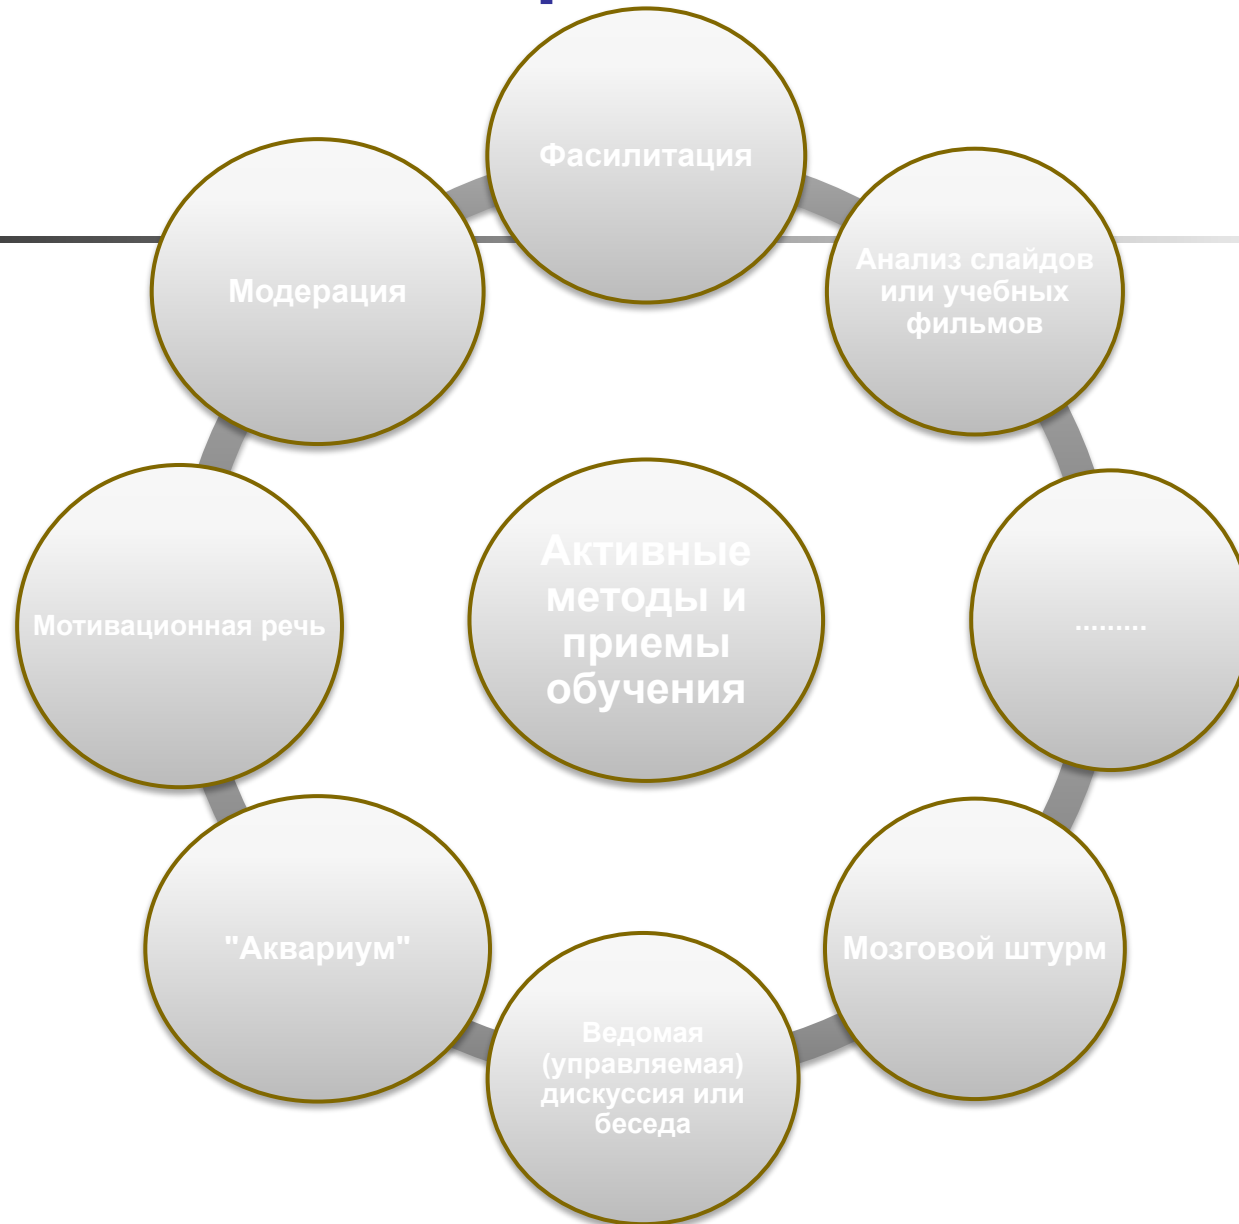 Фасилитация
Анализ слайдов
или учебных
фильмов
Модерация
Активные
методы и
приемы
обучения
Мотивационная речь
.........
"Аквариум"
Мозговой штурм
Ведомая
(управляемая)
дискуссия или
беседа